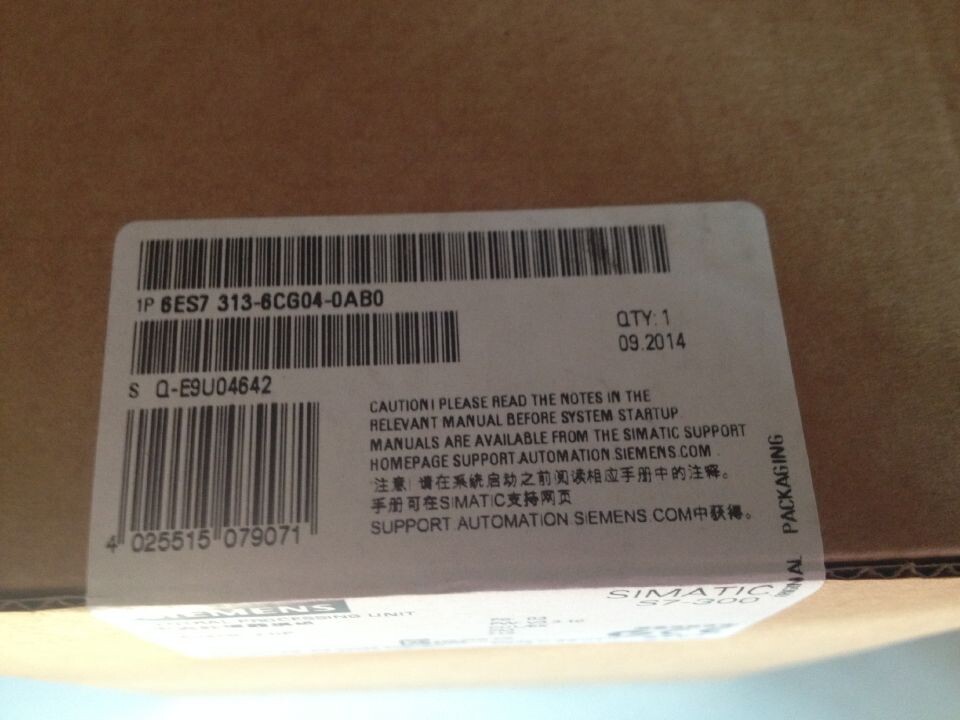 1P 6ES7 313-6CG04-0AB0
QTY: 1
09.2014
S Q-E9U04642
CAUTION! PLEASE READ THE NOTES IN THE
RELEVANT MANUAL BEFORE SYSTEM STARTUP.
MANUALS ARE AVAILABLE FROM THE SIMATIC SUPPORT
HOMEPAGE SUPPORT.AUTOMATION.SIEMENS.COM.
注意!请在系统启动之前阅读相应手册中的注释。
手册可在SIMATIC支持网页
SUPPORT.AUTOMATION.SIEMENS.COM中获得。
4 025515 079071
PACKAGING
SIEMENS
SIMATIC
S7-300
PROCESSING UNIT